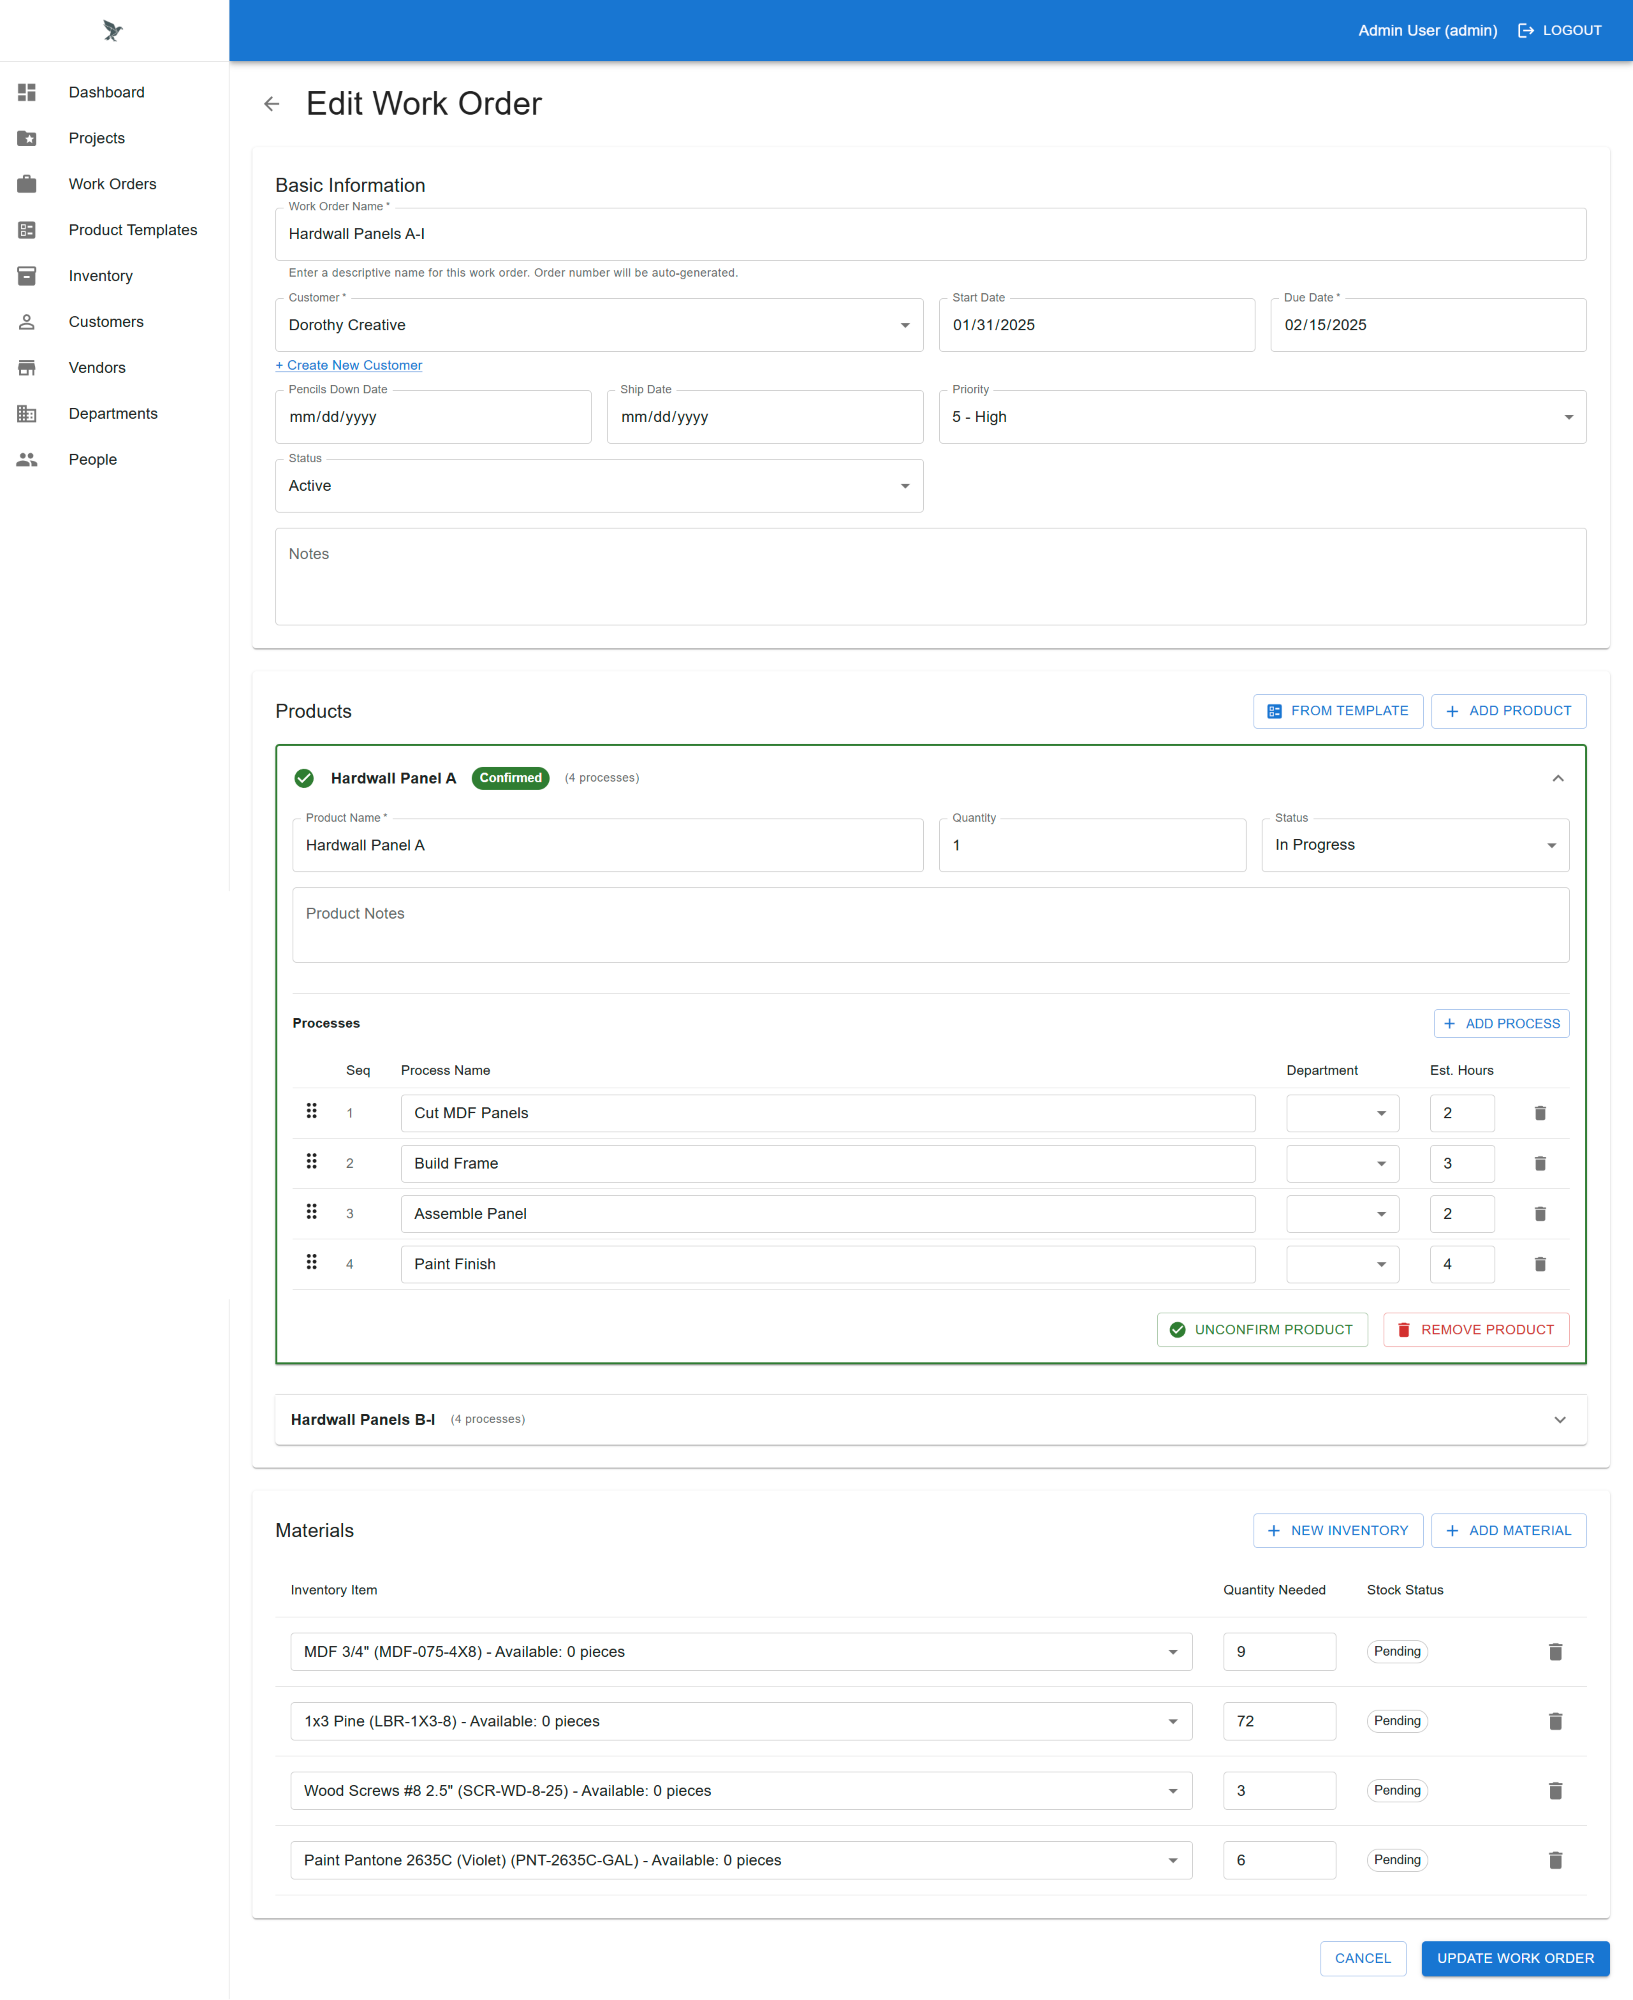 Admin User (admin)
LOGOUT
Dashboard
Projects
Work Orders
Product Templates
Inventory
Customers
Vendors
Departments
People
Edit Work Order
Basic Information
Work Order Name *
Hardwall Panels A-I
Enter a descriptive name for this work order. Order number will be auto-generated.
Customer *
Dorothy Creative
Start Date
01/31/2025
Due Date *
02/15/2025
+ Create New Customer
Pencils Down Date
mm/dd/yyyy
Ship Date
mm/dd/yyyy
Priority
5 - High
Status
Active
Notes
Products
FROM TEMPLATE
ADD PRODUCT
Hardwall Panel A
Confirmed
(4 processes)
Product Name *
Hardwall Panel A
Quantity
1
Status
In Progress
Product Notes
Processes
ADD PROCESS
Seq Process Name Department Est. Hours
1 Cut MDF Panels 2
2 Build Frame 3
3 Assemble Panel 2
4 Paint Finish 4
UNCONFIRM PRODUCT
REMOVE PRODUCT
Hardwall Panels B-I
(4 processes)
Materials
NEW INVENTORY
ADD MATERIAL
Inventory Item Quantity Needed Stock Status
MDF 3/4" (MDF-075-4X8) - Available: 0 pieces 9 Pending
1x3 Pine (LBR-1X3-8) - Available: 0 pieces 72 Pending
Wood Screws #8 2.5" (SCR-WD-8-25) - Available: 0 pieces 3 Pending
Paint Pantone 2635C (Violet) (PNT-2635C-GAL) - Available: 0 pieces 6 Pending
CANCEL
UPDATE WORK ORDER